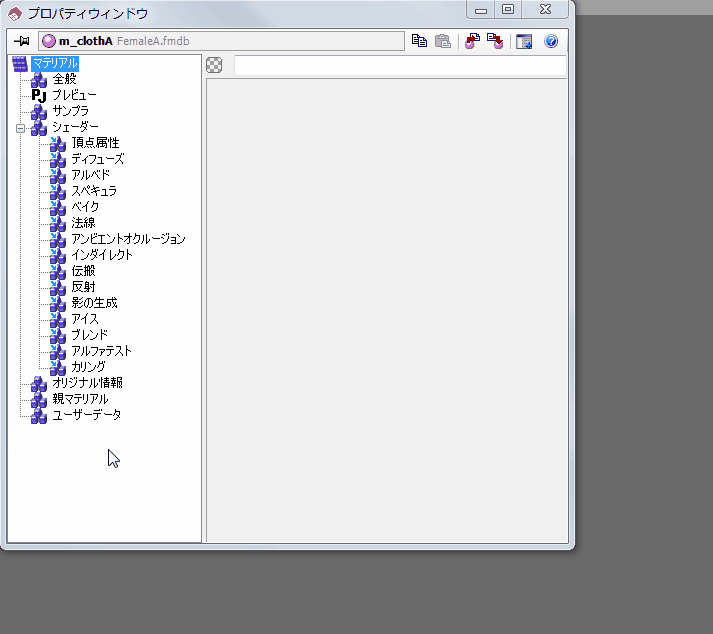 プロパティウィンドウ
m_clothA FemaleA.fmdb
マテリアル
全般
プレビュー
サンプラ
シェーダー
頂点属性
ディフューズ
アルベド
スペキュラ
ベイク
法線
アンビエントオクルージョン
インダイレクト
伝搬
反射
影の生成
アイス
ブレンド
アルファテスト
カリング
オリジナル情報
親マテリアル
ユーザーデータ